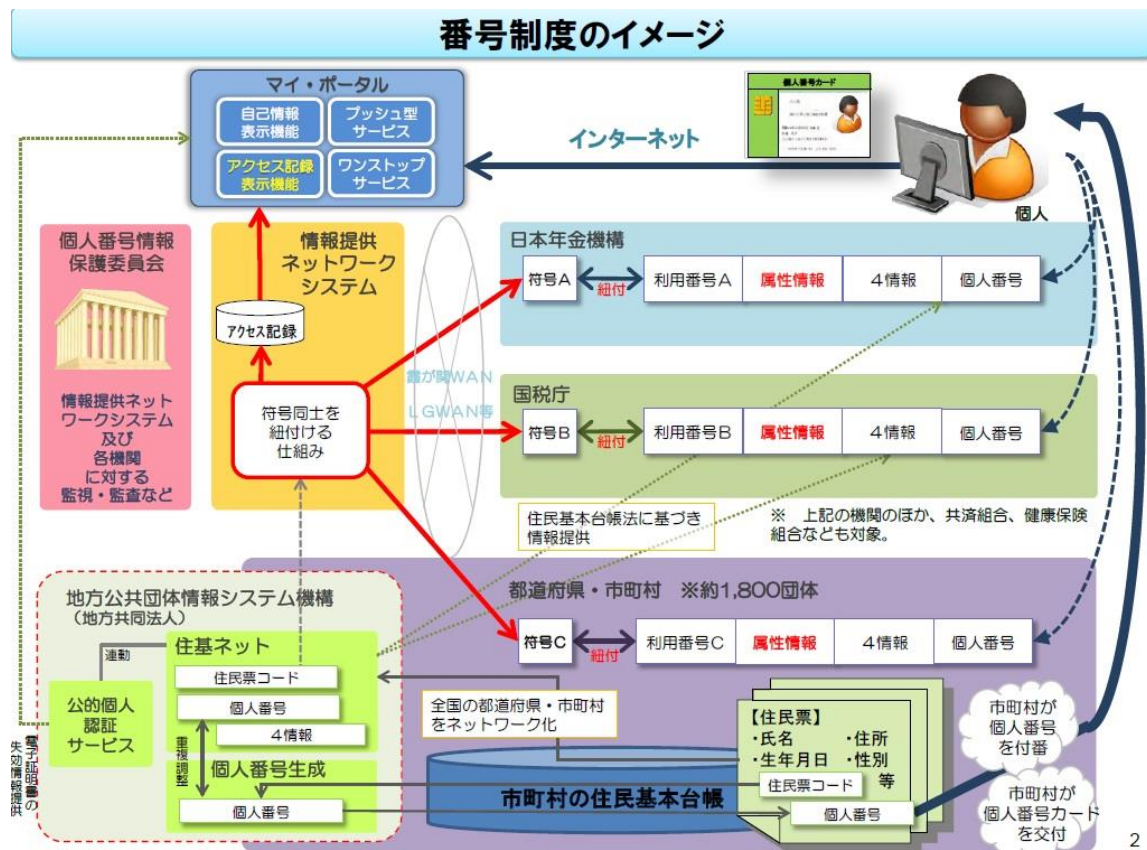 番号制度のイメージ
マイ・ポータル
自己情報
表示機能
プッシュ型
サービス
アクセス記録
表示機能
ワンストップ
サービス
インターネット
個人番号カード
個人
個人番号情報
保護委員会
情報提供ネット
ワークシステム
及び
各機関
に対する
監視・監査など
情報提供
ネットワーク
システム
アクセス記録
符号同士を
紐付ける
仕組み
霞が関WAN
LGWAN等
日本年金機構
符号A
紐付
利用番号A
属性情報
4情報
個人番号
国税庁
符号B
紐付
利用番号B
属性情報
4情報
個人番号
住民基本台帳法に基づき
情報提供
※ 上記の機関のほか、共済組合、健康保険
組合なども対象。
都道府県・市町村 ※約1,800団体
符号C
紐付
利用番号C
属性情報
4情報
個人番号
地方公共団体情報システム機構
(地方共同法人)
連動
住基ネット
住民票コード
個人番号
4情報
公的個人
認証
サービス
重複調整
個人番号生成
個人番号
電子証明書の
失効情報提供
全国の都道府県・市町村
をネットワーク化
市町村の住民基本台帳
【住民票】
・氏名 ・住所
・生年月日 ・性別
等
住民票コード
個人番号
市町村が
個人番号
を付番
市町村が
個人番号カード
を交付
2